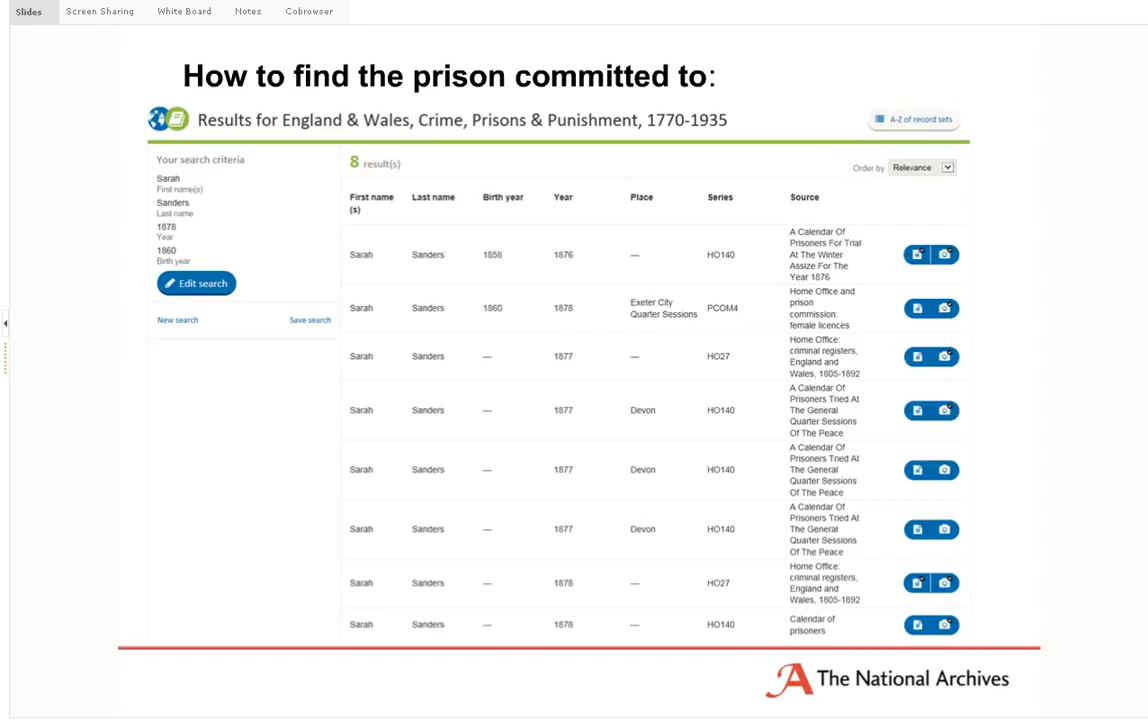 Slides Screen Sharing White Board Notes Cobrowser
How to find the prison committed to:
Results for England & Wales, Crime, Prisons & Punishment, 1770-1935
A-Z of record sets
Your search criteria
Sarah
First name(s)
Sanders
Last name
1878
Year
1860
Birth year
Edit search
New search Save search
8 result(s)
Order by Relevance
First name Last name Birth year Year Place Series Source
(s)
A Calendar Of
Prisoners For Trial
Sarah Sanders 1858 1876 — HO140 At The Winter
Assize For The
Year 1876
Home Office and
Exeter City prison
Sarah Sanders 1860 1878 Quarter Sessions PCOM4 commission:
female licences
Home Office:
criminal registers,
Sarah Sanders — 1877 — HO27 England and
Wales, 1805-1892
A Calendar Of
Prisoners Tried At
Sarah Sanders — 1877 Devon HO140 The General
Quarter Sessions
Of The Peace
A Calendar Of
Prisoners Tried At
Sarah Sanders — 1877 Devon HO140 The General
Quarter Sessions
Of The Peace
A Calendar Of
Prisoners Tried At
Sarah Sanders — 1877 Devon HO140 The General
Quarter Sessions
Of The Peace
Home Office:
criminal registers,
Sarah Sanders — 1878 — HO27 England and
Wales, 1805-1892
Calendar of
Sarah Sanders — 1878 — HO140 prisoners
The National Archives